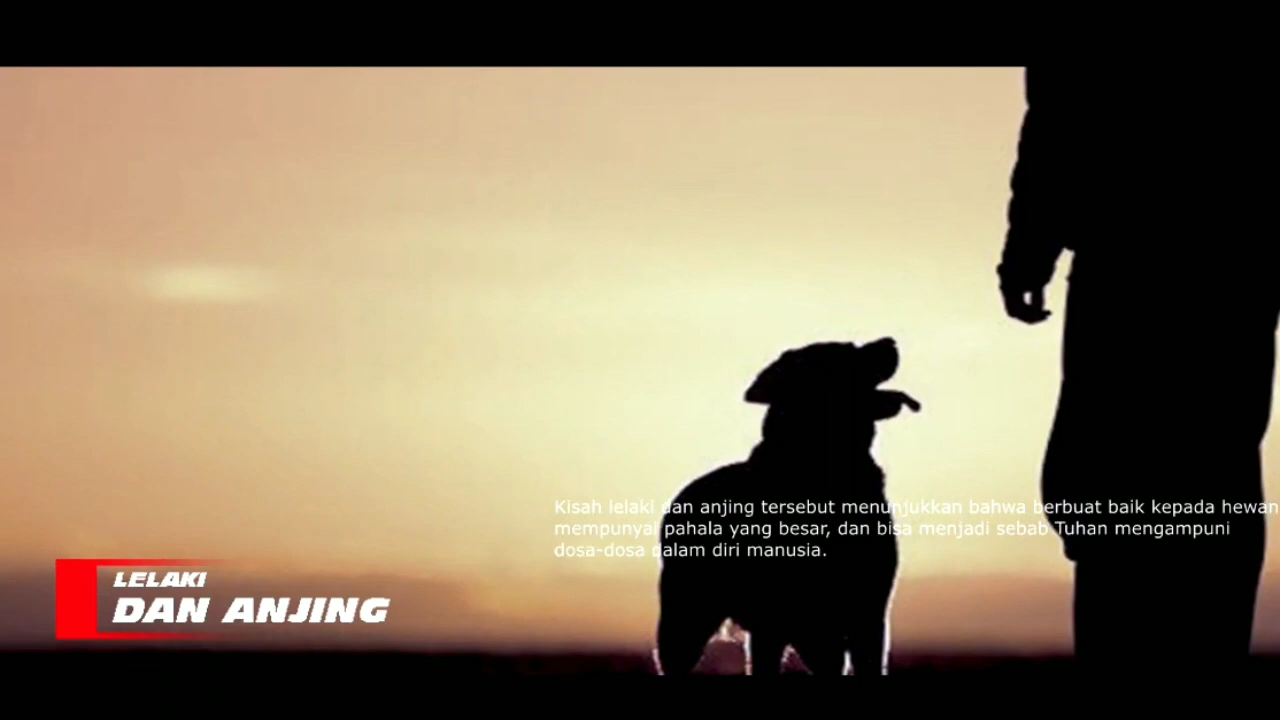 Kisah lelaki dan anjing tersebut menunjukkan bahwa berbuat baik kepada hewan
mempunyai pahala yang besar, dan bisa menjadi sebab Tuhan mengampuni
dosa-dosa dalam diri manusia.
LELAKI
DAN ANJING